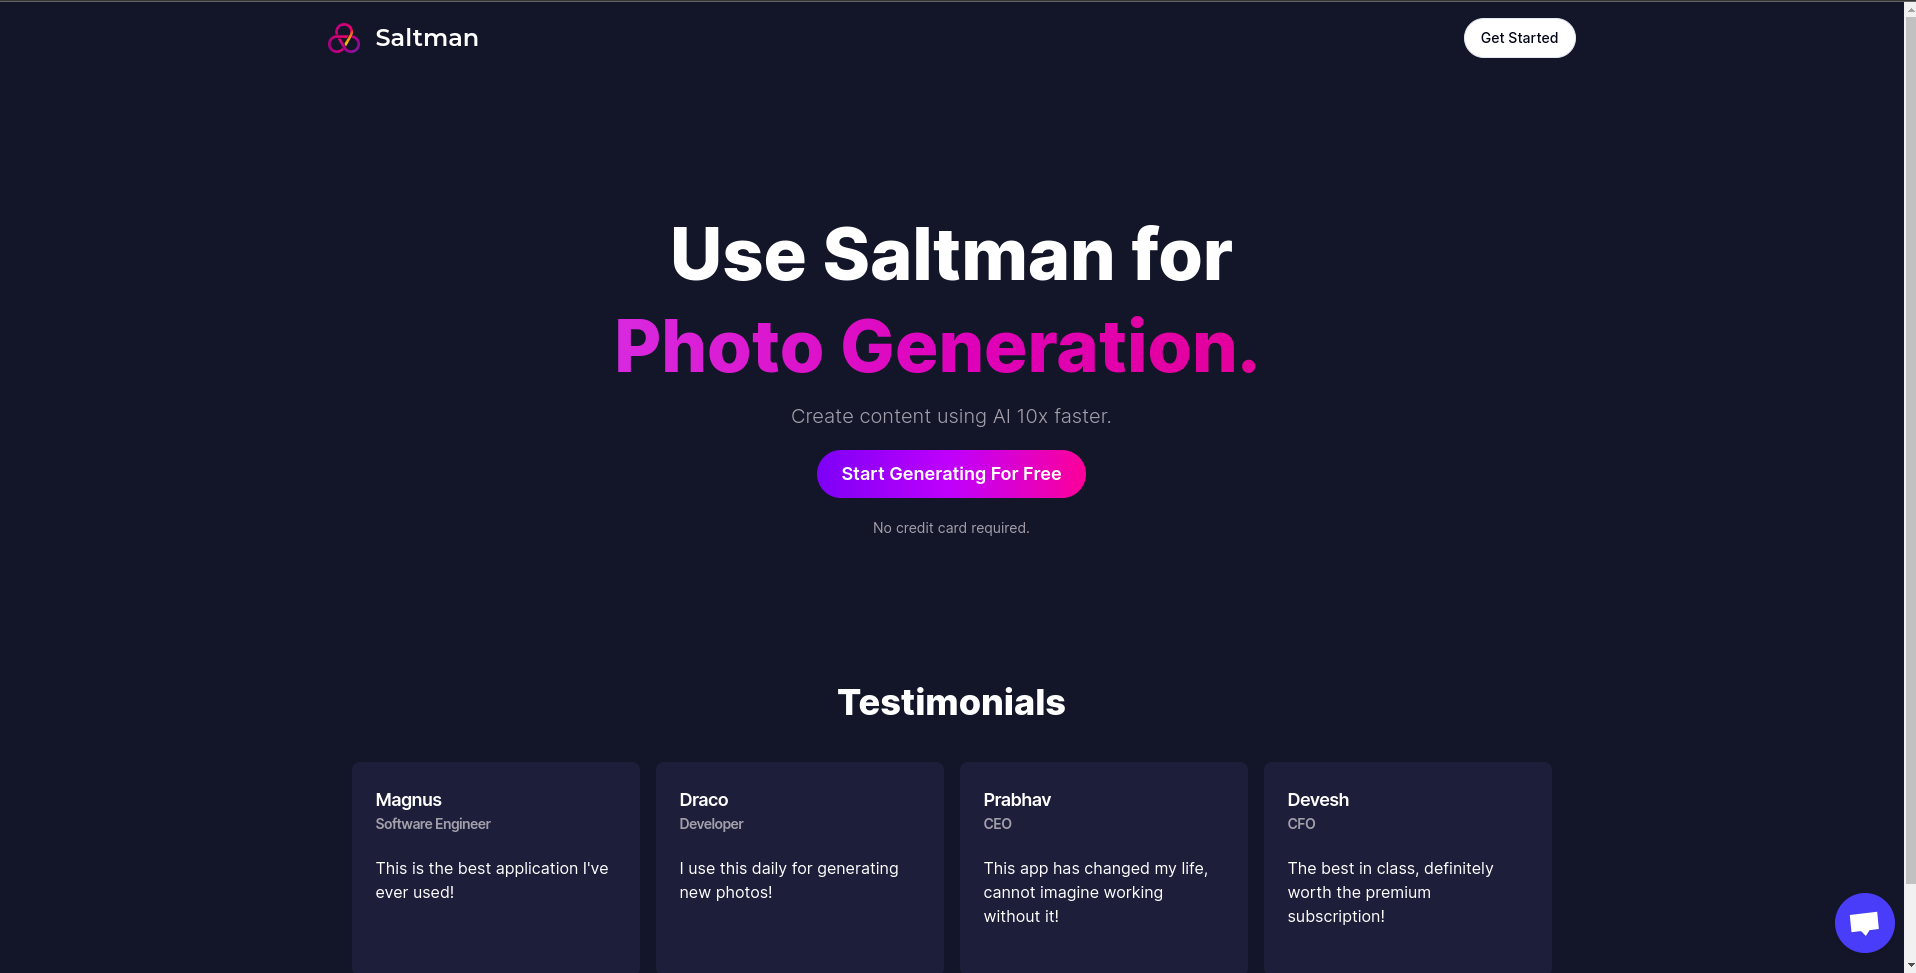 Saltman
Get Started
Use Saltman for
Photo Generation.
Create content using AI 10x faster.
Start Generating For Free
No credit card required.
Testimonials
Magnus
Software Engineer
This is the best application I've
ever used!
Draco
Developer
I use this daily for generating
new photos!
Prabhav
CEO
This app has changed my life,
cannot imagine working
without it!
Devesh
CFO
The best in class, definitely
worth the premium
subscription!